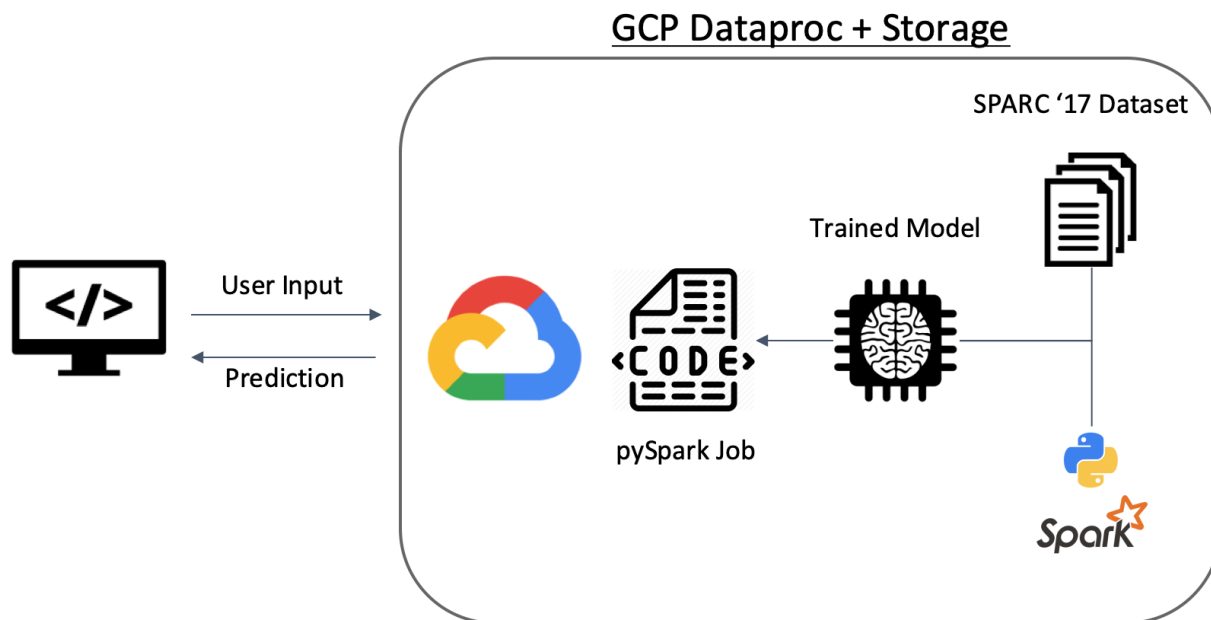 GCP Dataproc + Storage
SPARC ‘17 Dataset
Trained Model
User Input
</>
Prediction
<CODE>
pySpark Job
Spark